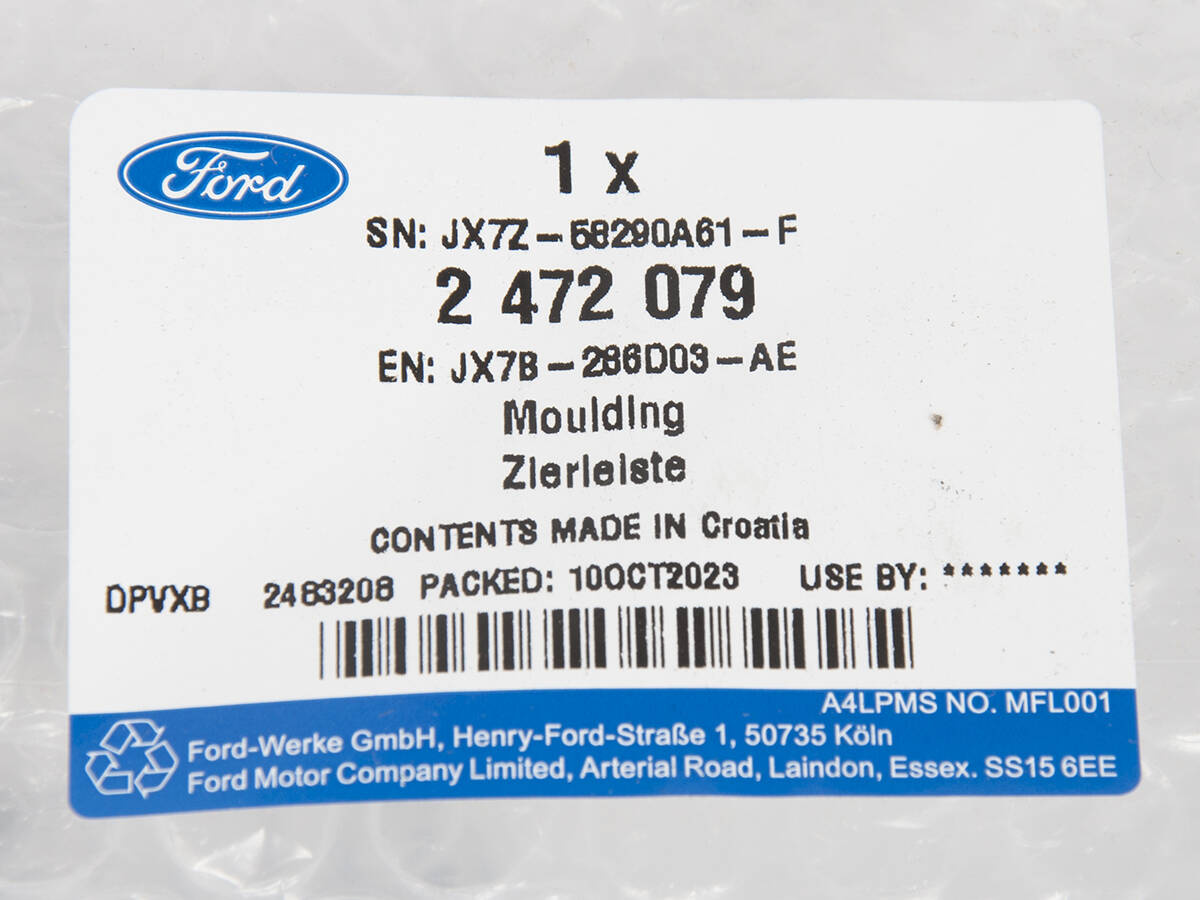 Ford
1 x
SN: JX7Z-58290A61-F
2 472 079
EN: JX7B-286D03-AE
Moulding
Zierleiste
CONTENTS MADE IN Croatia
DPVXB 2483208 PACKED: 10OCT2023 USE BY: *******
A4LPMS NO. MFL001
Ford-Werke GmbH, Henry-Ford-Straße 1, 50735 Köln
Ford Motor Company Limited, Arterial Road, Laindon, Essex. SS15 6EE